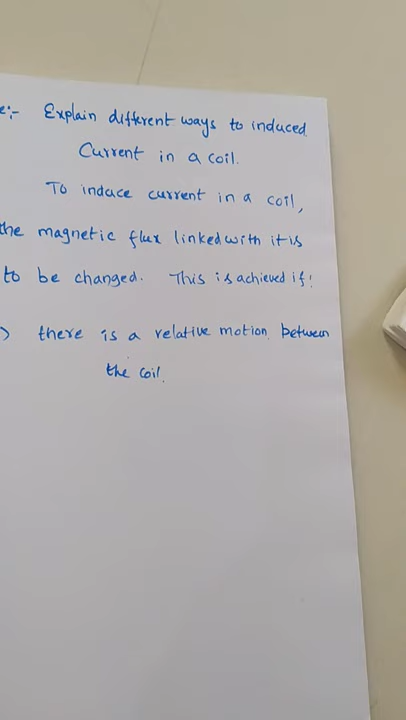 e:- Explain different ways to induced
Current in a coil.
To induce current in a coil,
the magnetic flux linked with it is
to be changed. This is achieved if:
) there is a relative motion between
the coil.